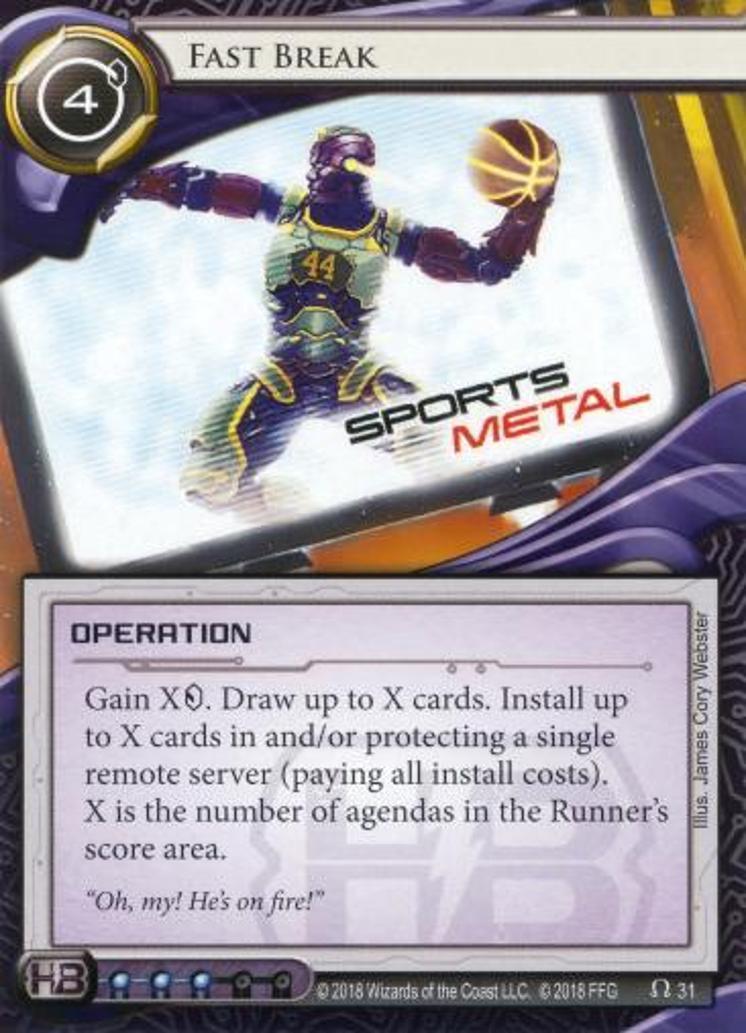 FAST BREAK
4
44
SPORTS
METAL
OPERATION
Gain X. Draw up to X cards. Install up
to X cards in and/or protecting a single
remote server (paying all install costs).
X is the number of agendas in the Runner's
score area.
"Oh, my! He's on fire!"
Illus. James Cory Webster
HB
HB
© 2018 Wizards of the Coast LLC. © 2018 FFG
Ω 31